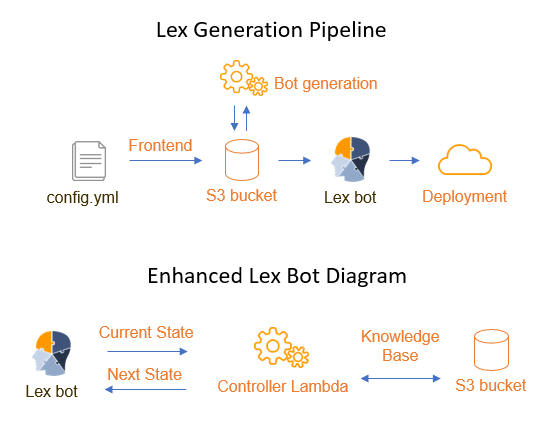 Lex Generation Pipeline
Bot generation
Frontend
config.yml
S3 bucket
Lex bot
Deployment
Enhanced Lex Bot Diagram
Current State
Next State
Lex bot
Controller Lambda
Knowledge
Base
S3 bucket